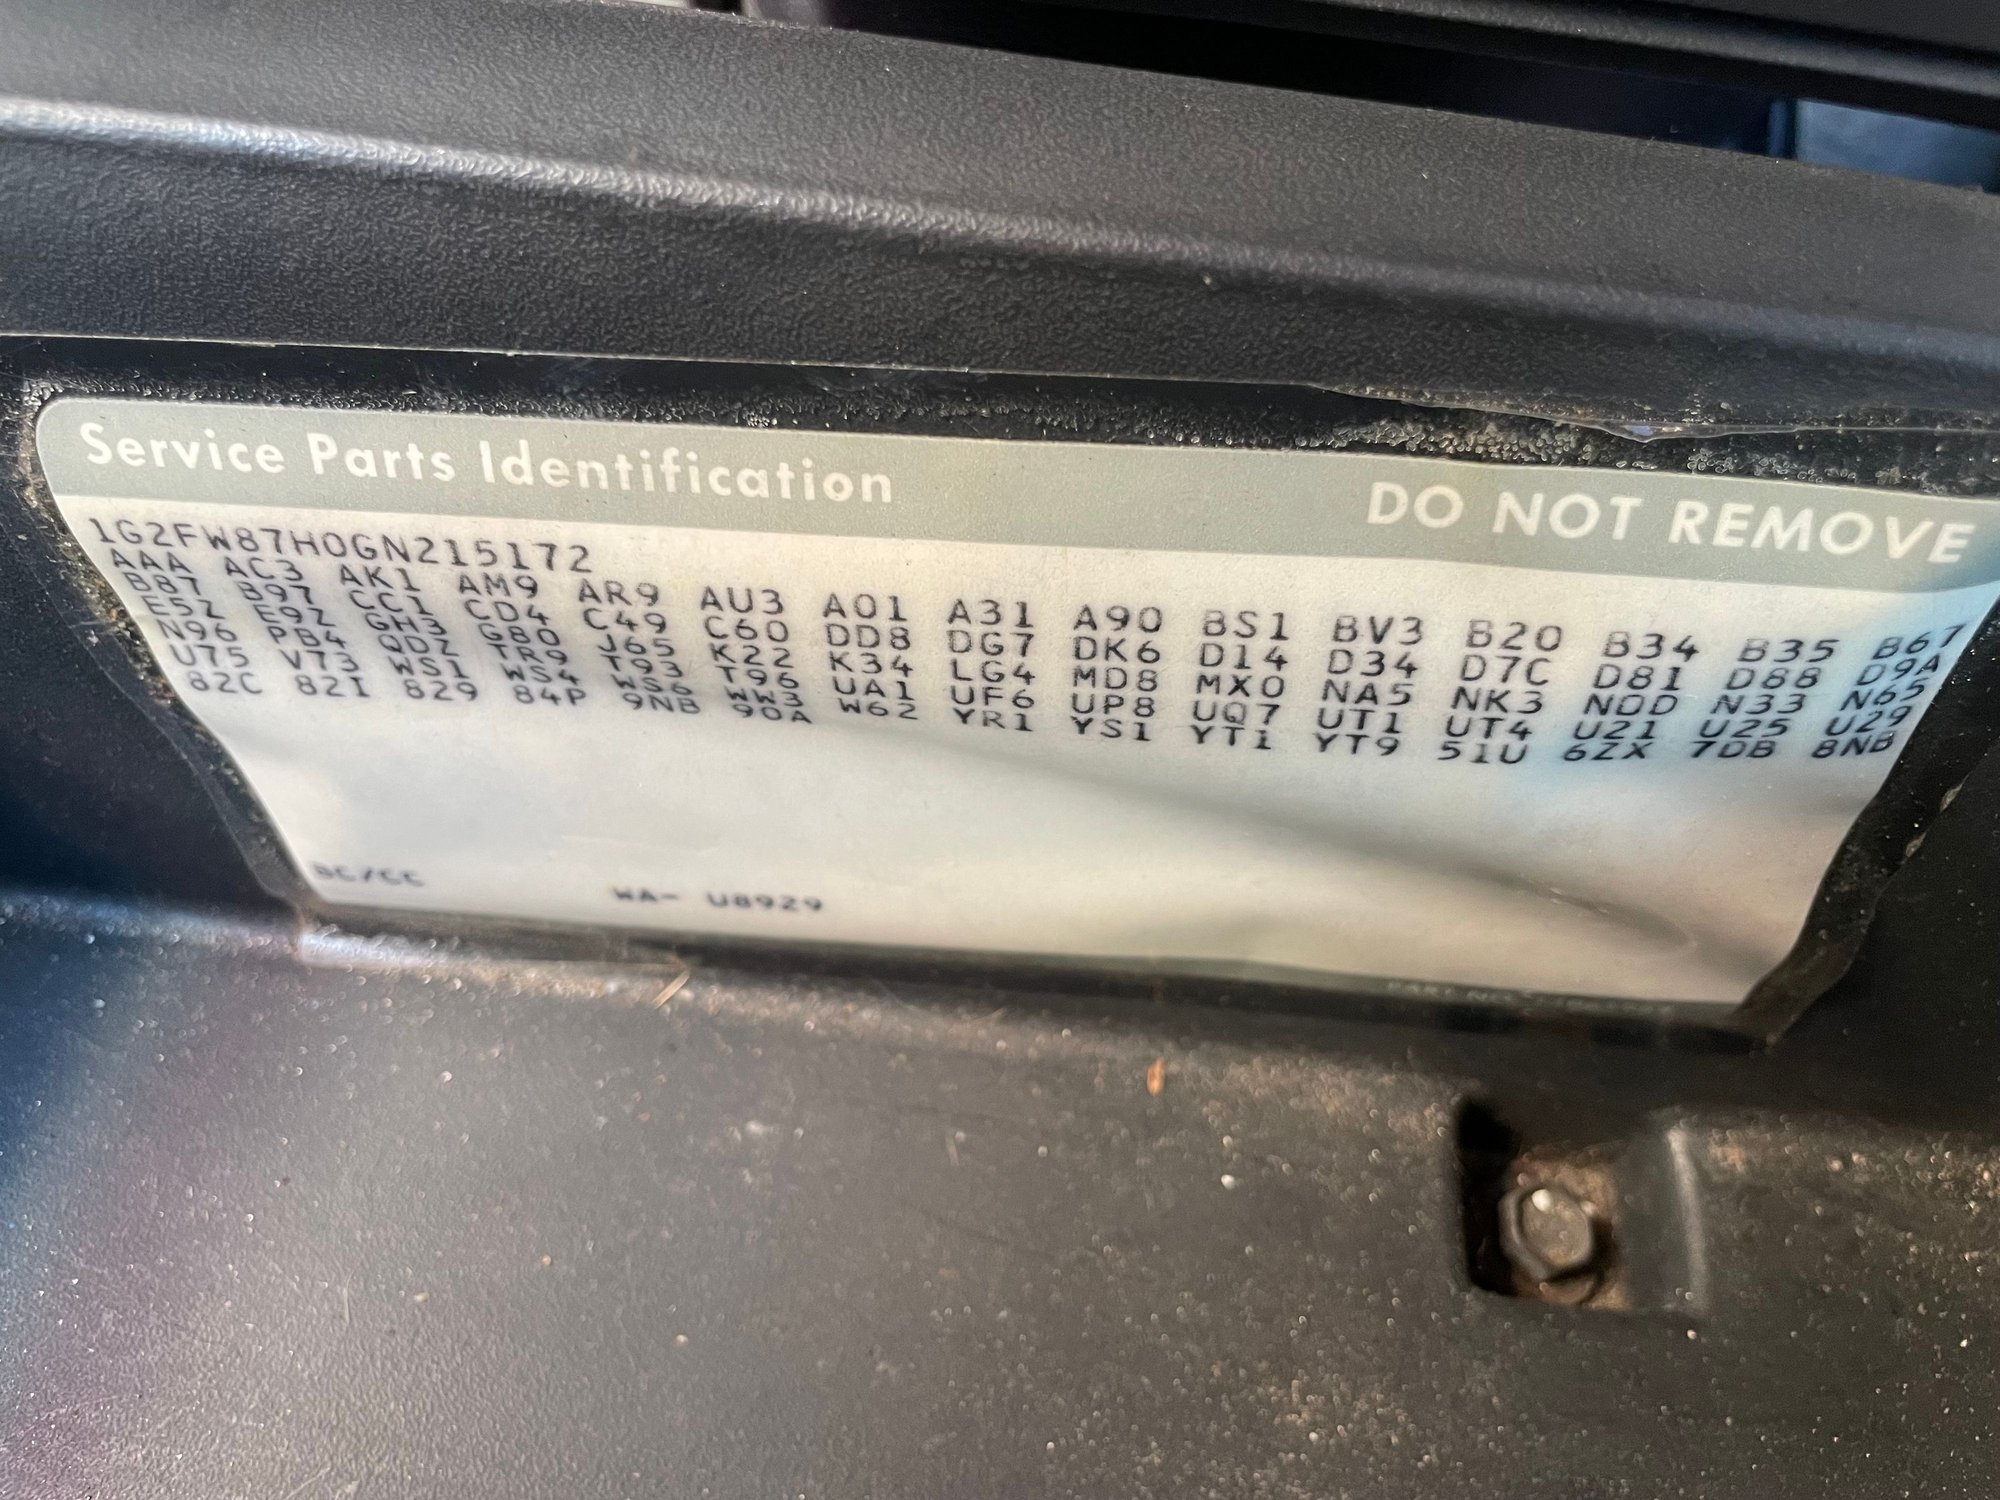 Service Parts Identification DO NOT REMOVE
1G2FW87H0GN215172
AAA AC3 AK1 AM9 AR9 AU3 A01 A31 A90 BS1 BV3 B20 B34 B35 B67
B87 B97 CC1 CD4 C49 C60 DD8 DG7 DK6 D14 D34 D7C D81 D88 D9A
E5Z E9Z GH3 G80 J65 K22 K34 LG4 MD8 MX0 NA5 NK3 NDD N33 N65
N96 PB4 QDZ TR9 T93 T96 UA1 UF6 UP8 UQ7 UT1 UT4 U21 U25 U29
U75 V73 WS1 WS4 WS6 WW3 W62 YR1 YS1 YT1 YT9 51U 6ZX 7DB 8NB
82C 82I 829 84P 9NB 90A
BC/CC WA- U8929